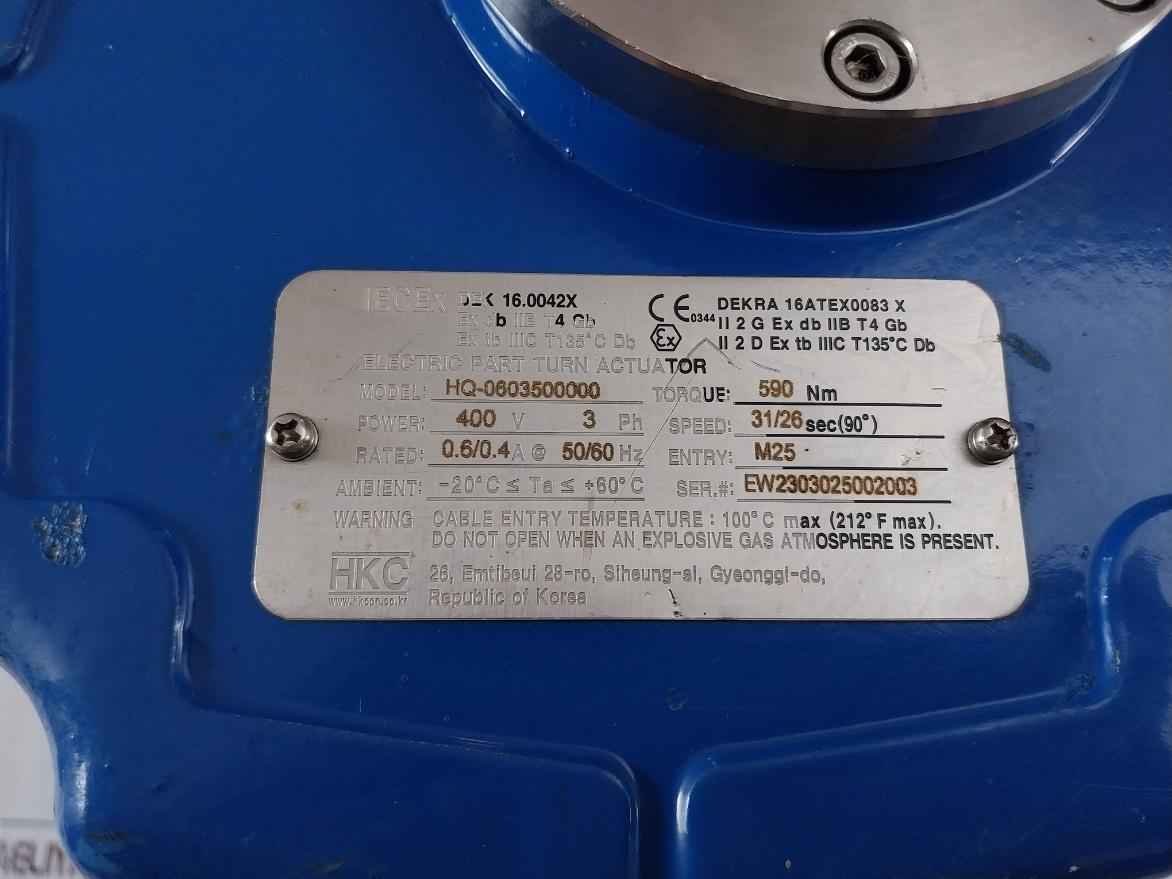 IECEx DEK 16.0042X
Ex db IIB T4 Gb
Ex tb IIIC T135°C Db
CE 0344
Ex
DEKRA 16ATEX0083 X
II 2 G Ex db IIB T4 Gb
II 2 D Ex tb IIIC T135°C Db
ELECTRIC PART TURN ACTUATOR
MODEL: HQ-0603500000 TORQUE: 590 Nm
POWER: 400 V 3 Ph SPEED: 31/26 sec(90°)
RATED: 0.6/0.4 A @ 50/60 Hz ENTRY: M25
AMBIENT: -20°C ≤ Ta ≤ +60°C SER.#: EW2303025002003
WARNING CABLE ENTRY TEMPERATURE : 100°C max (212°F max).
DO NOT OPEN WHEN AN EXPLOSIVE GAS ATMOSPHERE IS PRESENT.
HKC 26, Emtibeui 28-ro, Siheung-si, Gyeonggi-do,
www.hkcon.co.kr Republic of Korea